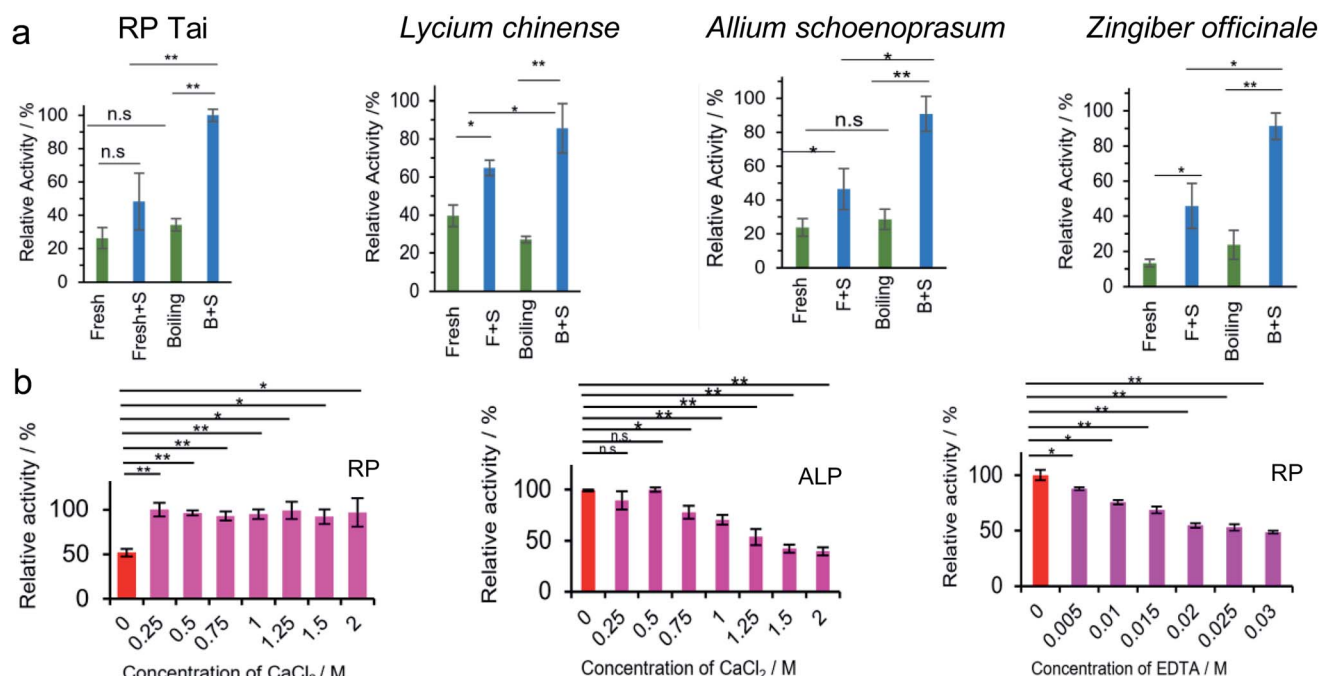 a
RP Tai
Lycium chinense
Allium schoenoprasum
Zingiber officinale
Relative Activity / %
100
80
60
40
20
0
n.s
n.s
**
**
Fresh
Fresh+S
Boiling
B+S
Relative Activity /%
100
80
60
40
20
0
*
*
**
Fresh
F+S
Boiling
B+S
Relative Activity / %
100
80
60
40
20
0
*
n.s
**
*
Fresh
F+S
Boiling
B+S
Relative Activity / %
100
80
60
40
20
0
*
**
*
Fresh
F+S
Boiling
B+S
b
Relative activity / %
100
50
0
*
*
*
**
**
**
**
RP
0
0.25
0.5
0.75
1
1.25
1.5
2
Concentration of CaCl2 / M
Relative activity / %
100
50
0
**
**
**
**
*
n.s.
n.s
ALP
0
0.25
0.5
0.75
1
1.25
1.5
2
Concentration of CaCl2 / M
Relative activity / %
100
50
0
**
**
**
**
*
*
RP
0
0.005
0.01
0.015
0.02
0.025
0.03
Concentration of EDTA / M